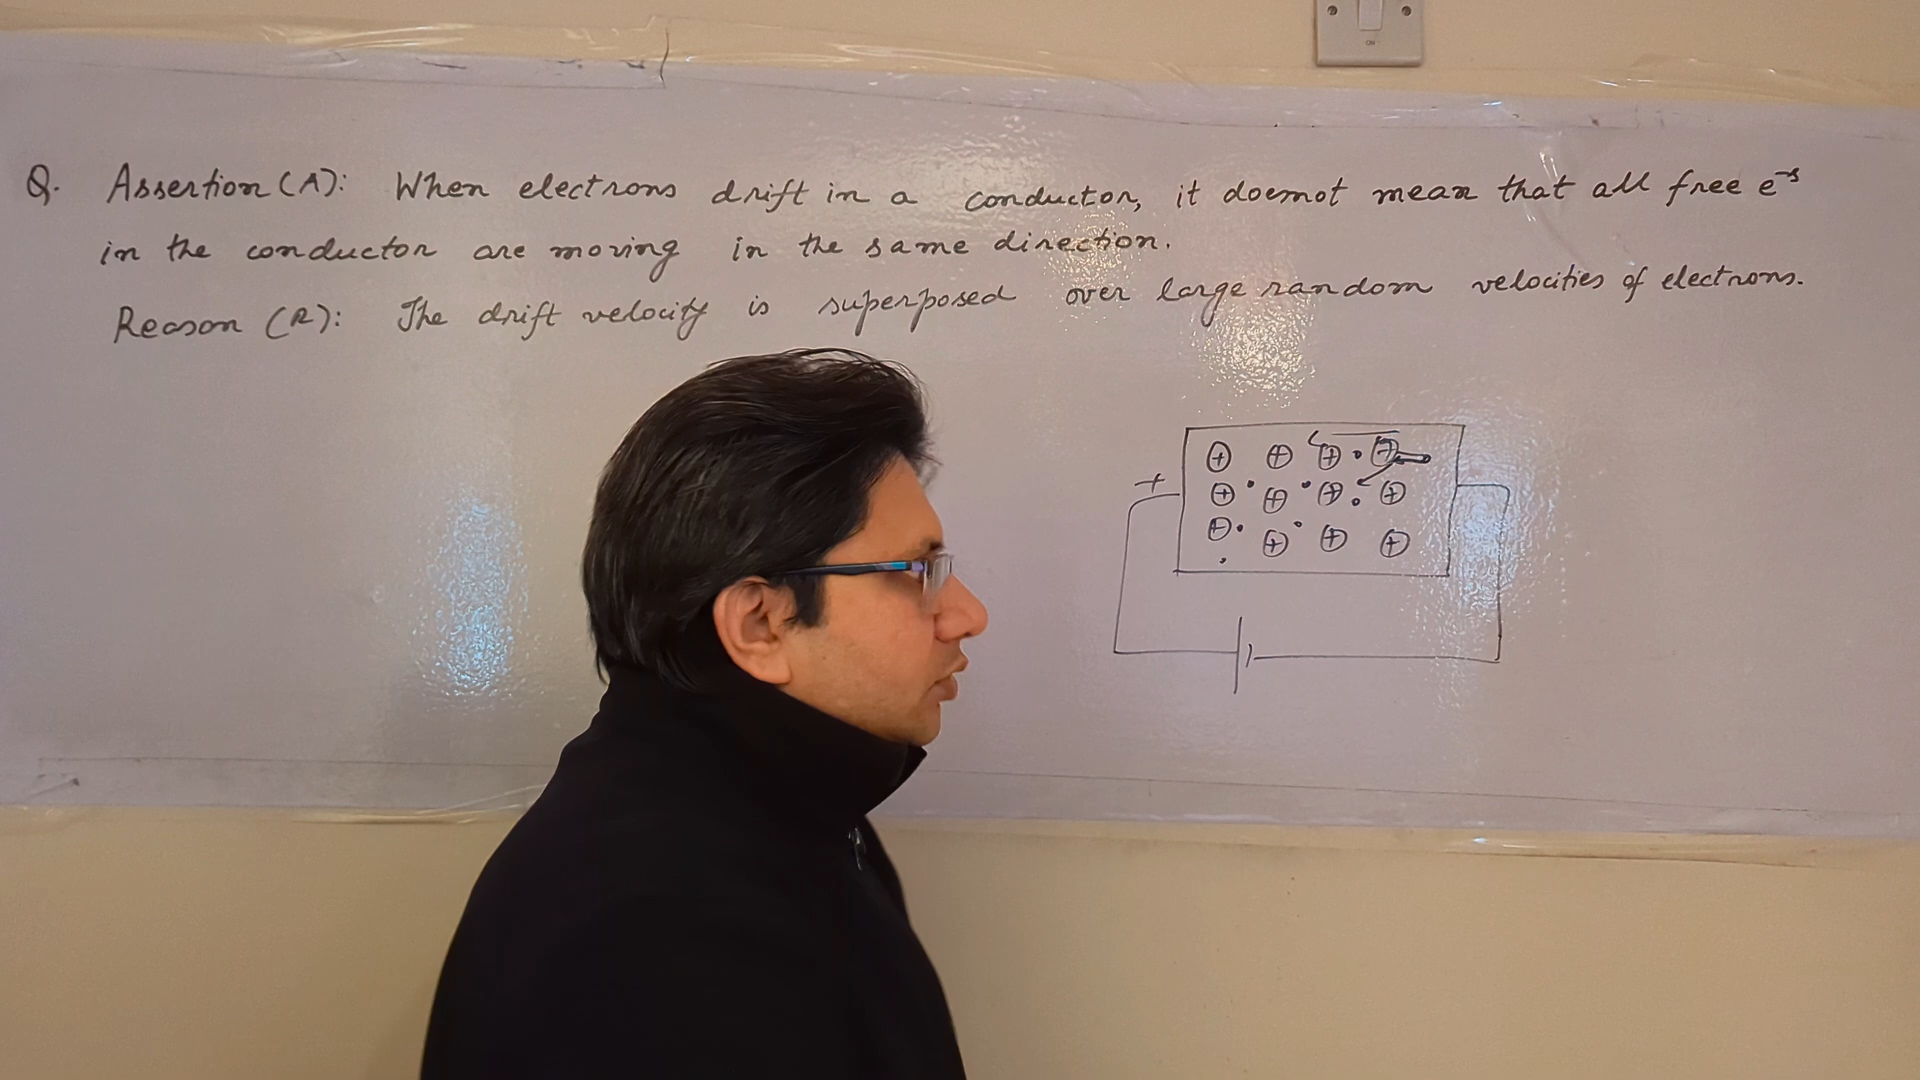 Q. Assertion (A): When electrons drift in a conductor, it doesnot mean that all free e⁻ˢ
in the conductor are moving in the same direction.
Reason (R): The drift velocity is superposed over large random velocities of electrons.
+ + + +
+ + + + +
+ + + +